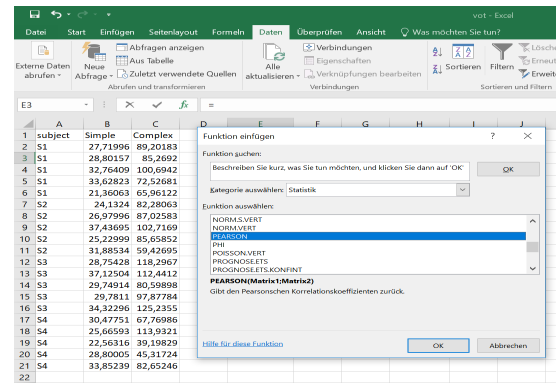 vot - Excel
Datei Start Einfügen Seitenlayout Formeln Daten Überprüfen Ansicht Was möchten Sie tun?
Externe Daten abrufen
Neue Abfrage
Abfragen anzeigen
Aus Tabelle
Zuletzt verwendete Quellen
Abrufen und transformieren
Alle aktualisieren
Verbindungen
Eigenschaften
Verknüpfungen bearbeiten
Verbindungen
Sortieren
Filtern
Lösche
Erneut
Erweit
Sortieren und Filtern
E3 fx =
A B C D E F G H I J
1 subject Simple Complex
2 S1 27,71996 89,20183
3 S1 28,80157 85,2692
4 S1 32,76409 100,6942
5 S1 33,62823 72,52681
6 S1 21,36063 65,96122
7 S2 24,1324 82,28063
8 S2 26,97996 87,02583
9 S2 37,43695 102,7169
10 S2 25,22999 85,65852
11 S2 31,88534 59,42695
12 S3 28,75428 118,2967
13 S3 37,12504 112,4412
14 S3 29,74914 80,59898
15 S3 29,7811 97,87784
16 S3 34,32296 125,2355
17 S4 30,47751 67,76986
18 S4 25,66593 113,9321
19 S4 22,56316 39,19829
20 S4 28,80005 45,31724
21 S4 33,85239 82,65246
22
Funktion einfügen ? ×
Funktion suchen:
Beschreiben Sie kurz, was Sie tun möchten, und klicken Sie dann auf 'OK'
OK
Kategorie auswählen: Statistik
Funktion auswählen:
NORM.S.VERT
NORM.VERT
PEARSON
PHI
POISSON.VERT
PROGNOSE.ETS
PROGNOSE.ETS.KONFINT
PEARSON(Matrix1;Matrix2)
Gibt den Pearsonschen Korrelationskoeffizienten zurück.
Hilfe für diese Funktion
OK Abbrechen